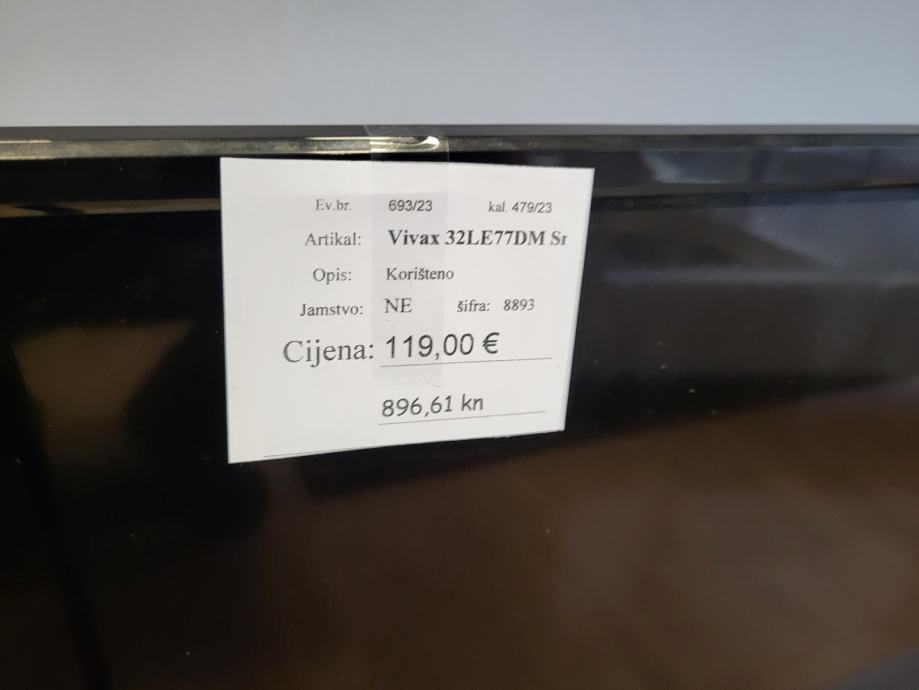 Ev.br. 693/23 kal. 479/23
Artikal: Vivax 32LE77DM
Opis: Korišteno
Jamstvo: NE šifra: 8893
Cijena: 119,00 €
896,61 kn